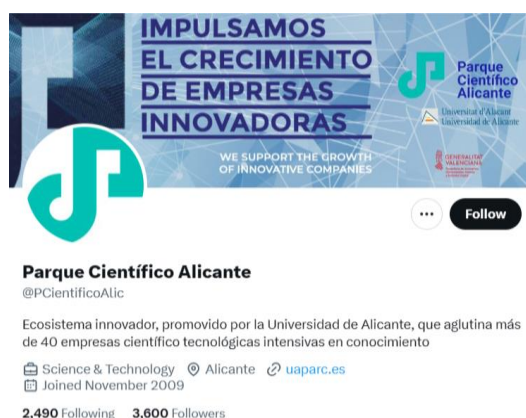 IMPULSAMOS
EL CRECIMIENTO
DE EMPRESAS
INNOVADORAS
WE SUPPORT THE GROWTH
OF INNOVATIVE COMPANIES
Parque
Científico
Alicante
Universitat d'Alacant
Universidad de Alicante
GENERALITAT
VALENCIANA
Follow
Parque Científico Alicante
@PCientificoAlic
Ecosistema innovador, promovido por la Universidad de Alicante, que aglutina más
de 40 empresas científico tecnológicas intensivas en conocimiento
Science & Technology Alicante uaparc.es
Joined November 2009
2.490 Following 3.600 Followers